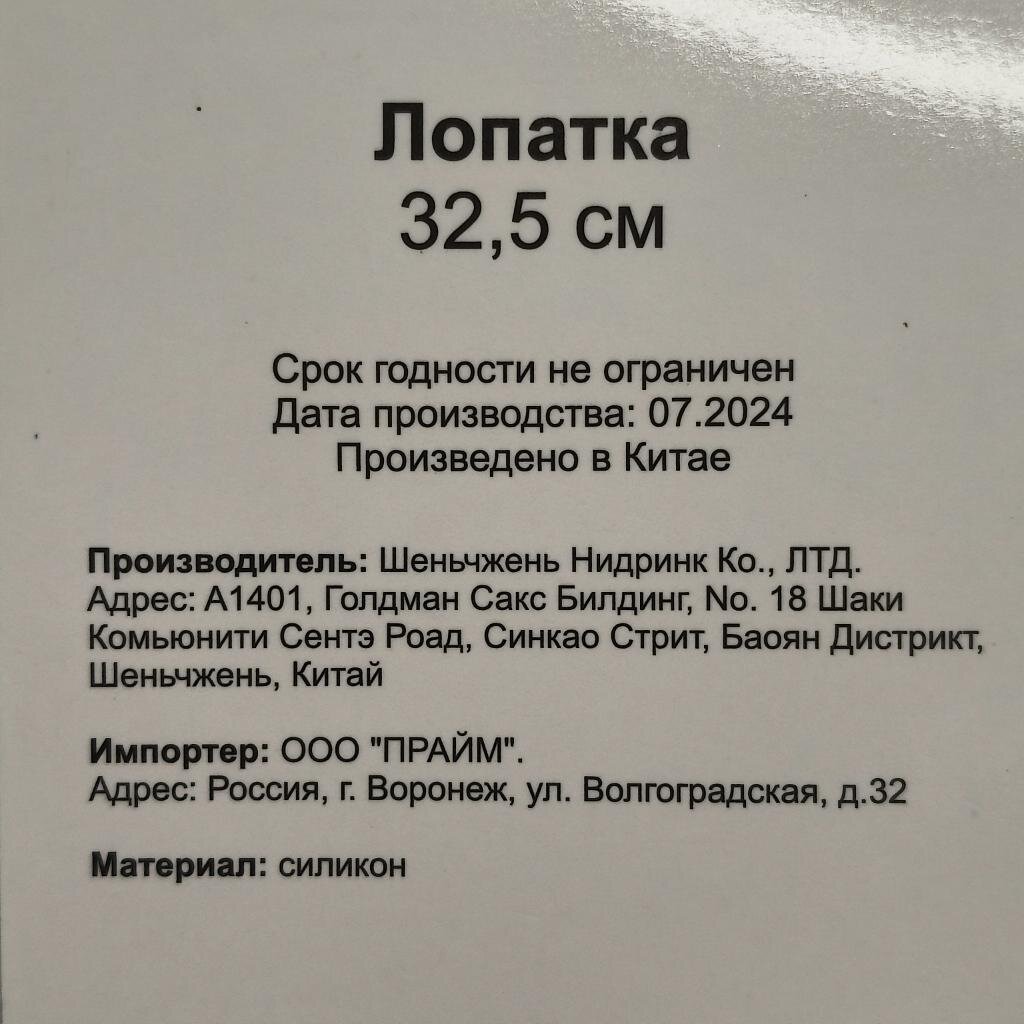 Лопатка
32,5 см
Срок годности не ограничен
Дата производства: 07.2024
Произведено в Китае
Производитель: Шеньчжень Нидринк Ко., ЛТД.
Адрес: А1401, Голдман Сакс Билдинг, No. 18 Шаки
Комьюнити Сентэ Роад, Синкао Стрит, Баоян Дистрикт,
Шеньчжень, Китай
Импортер: ООО "ПРАЙМ".
Адрес: Россия, г. Воронеж, ул. Волгоградская, д.32
Материал: силикон